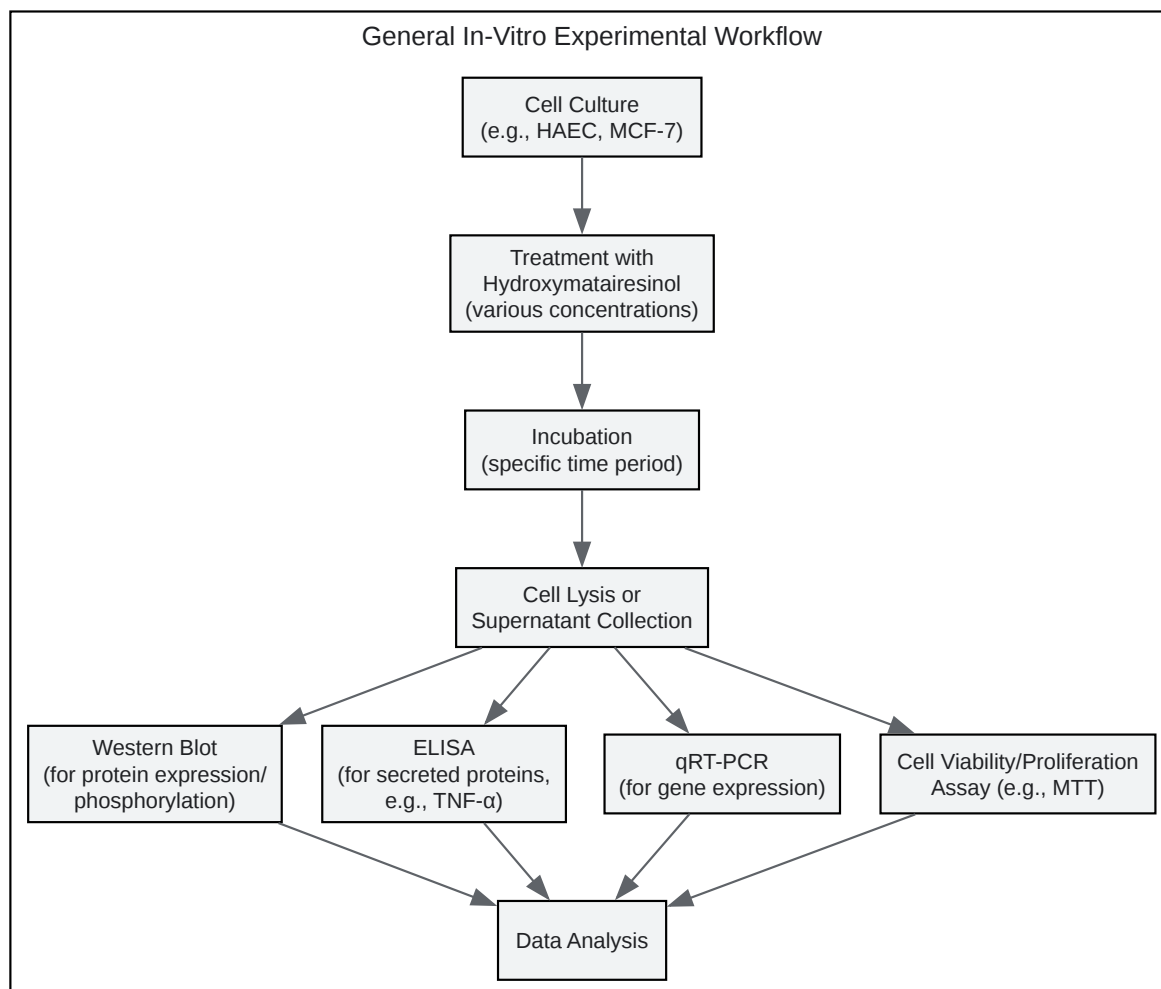 General In-Vitro Experimental Workflow
Cell Culture
(e.g., HAEC, MCF-7)
Treatment with
Hydroxymatairesinol
(various concentrations)
Incubation
(specific time period)
Cell Lysis or
Supernatant Collection
Western Blot
(for protein expression/
phosphorylation)
ELISA
(for secreted proteins,
e.g., TNF-α)
qRT-PCR
(for gene expression)
Cell Viability/Proliferation
Assay (e.g., MTT)
Data Analysis